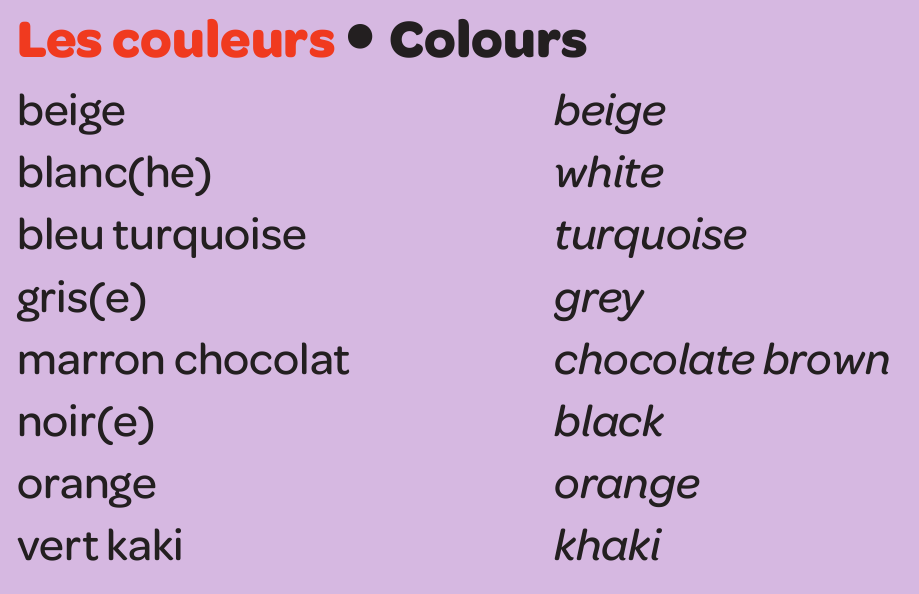 Les couleurs • Colours
beige beige
blanc(he) white
bleu turquoise turquoise
gris(e) grey
marron chocolat chocolate brown
noir(e) black
orange orange
vert kaki khaki